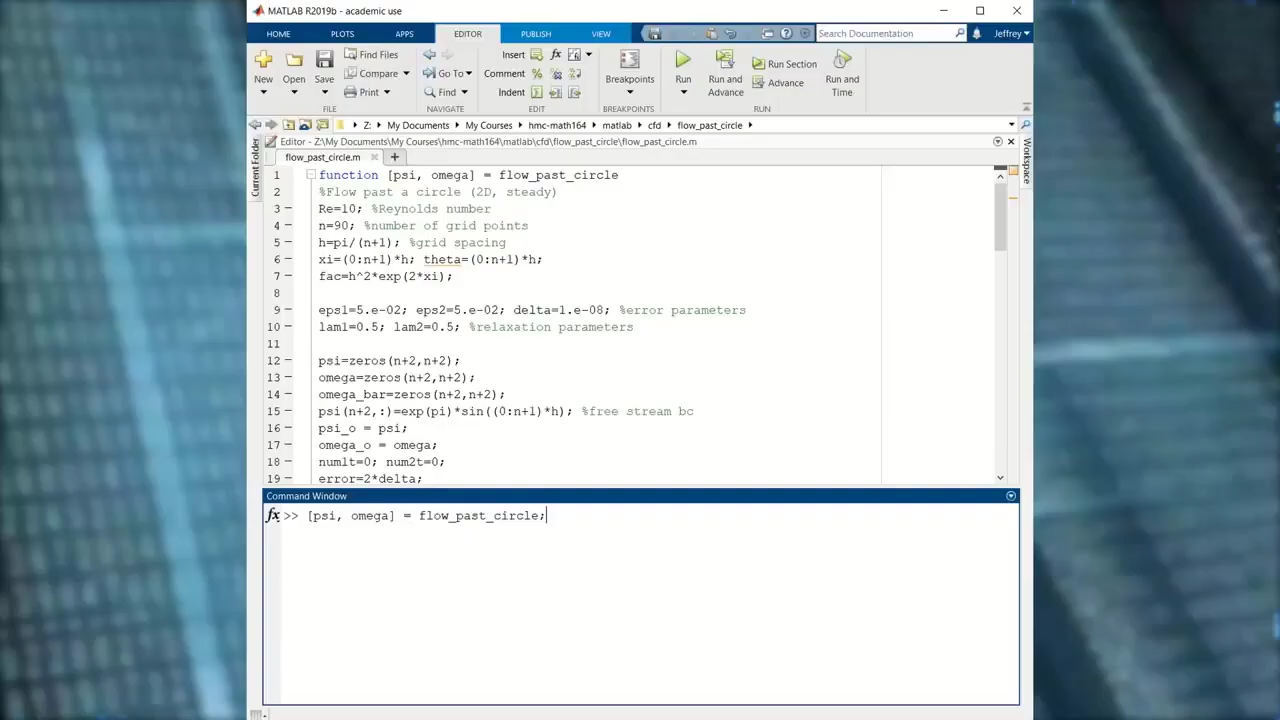 MATLAB R2019b - academic use
HOME PLOTS APPS EDITOR PUBLISH VIEW Search Documentation Jeffrey
New Open Save Find Files Compare Print Go To Find Insert fx Comment % Indent Breakpoints Run Run and Advance Run Section Advance Run and Time
FILE NAVIGATE EDIT BREAKPOINTS RUN
Z: My Documents My Courses hmc-math164 matlab cfd flow_past_circle
Current Folder
Editor - Z:\My Documents\My Courses\hmc-math164\matlab\cfd\flow_past_circle\flow_past_circle.m
Workspace
flow_past_circle.m
1 function [psi, omega] = flow_past_circle
2 %Flow past a circle (2D, steady)
3 Re=10; %Reynolds number
4 n=90; %number of grid points
5 h=pi/(n+1); %grid spacing
6 xi=(0:n+1)*h; theta=(0:n+1)*h;
7 fac=h^2*exp(2*xi);
8
9 eps1=5.e-02; eps2=5.e-02; delta=1.e-08; %error parameters
10 lam1=0.5; lam2=0.5; %relaxation parameters
11
12 psi=zeros(n+2,n+2);
13 omega=zeros(n+2,n+2);
14 omega_bar=zeros(n+2,n+2);
15 psi(n+2,:)=exp(pi)*sin((0:n+1)*h); %free stream bc
16 psi_o = psi;
17 omega_o = omega;
18 num1t=0; num2t=0;
19 error=2*delta;
Command Window
fx >> [psi, omega] = flow_past_circle;